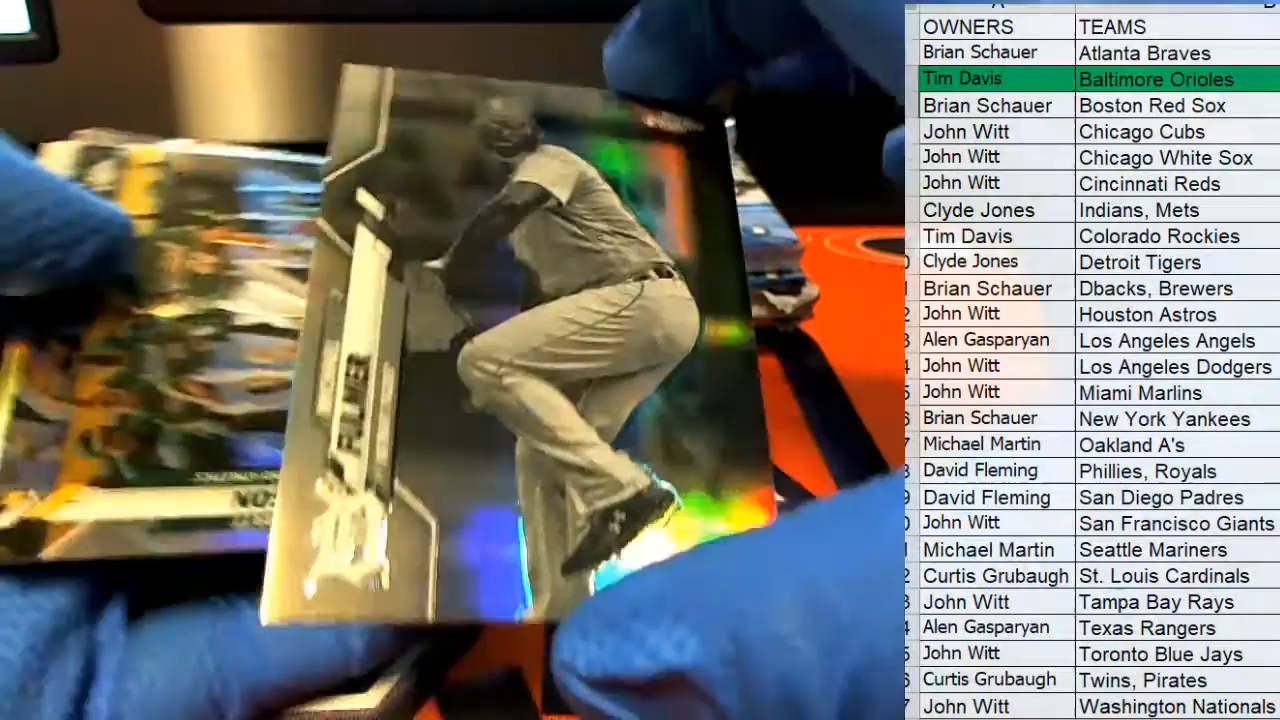 OWNERS TEAMS
Brian Schauer Atlanta Braves
Tim Davis Baltimore Orioles
Brian Schauer Boston Red Sox
John Witt Chicago Cubs
John Witt Chicago White Sox
John Witt Cincinnati Reds
Clyde Jones Indians, Mets
Tim Davis Colorado Rockies
Clyde Jones Detroit Tigers
Brian Schauer Dbacks, Brewers
John Witt Houston Astros
Alen Gasparyan Los Angeles Angels
John Witt Los Angeles Dodgers
John Witt Miami Marlins
Brian Schauer New York Yankees
Michael Martin Oakland A's
David Fleming Phillies, Royals
David Fleming San Diego Padres
John Witt San Francisco Giants
Michael Martin Seattle Mariners
Curtis Grubaugh St. Louis Cardinals
John Witt Tampa Bay Rays
Alen Gasparyan Texas Rangers
John Witt Toronto Blue Jays
Curtis Grubaugh Twins, Pirates
John Witt Washington Nationals